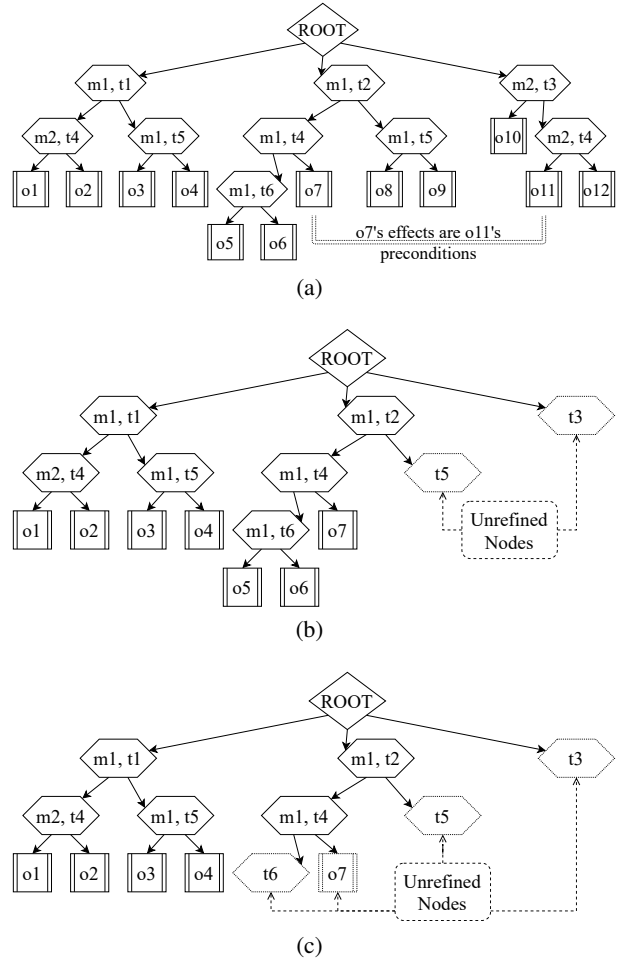 ROOT
m1, t1
m1, t2
m2, t3
m2, t4
m1, t5
m1, t4
m1, t5
o10
m2, t4
o1
o2
o3
o4
m1, t6
o7
o8
o9
o11
o12
o5
o6
o7's effects are o11's
preconditions
(a)
ROOT
m1, t1
m1, t2
t3
m2, t4
m1, t5
m1, t4
t5
o1
o2
o3
o4
m1, t6
o7
Unrefined
Nodes
o5
o6
(b)
ROOT
m1, t1
m1, t2
t3
m2, t4
m1, t5
m1, t4
t5
o1
o2
o3
o4
t6
o7
Unrefined
Nodes
(c)